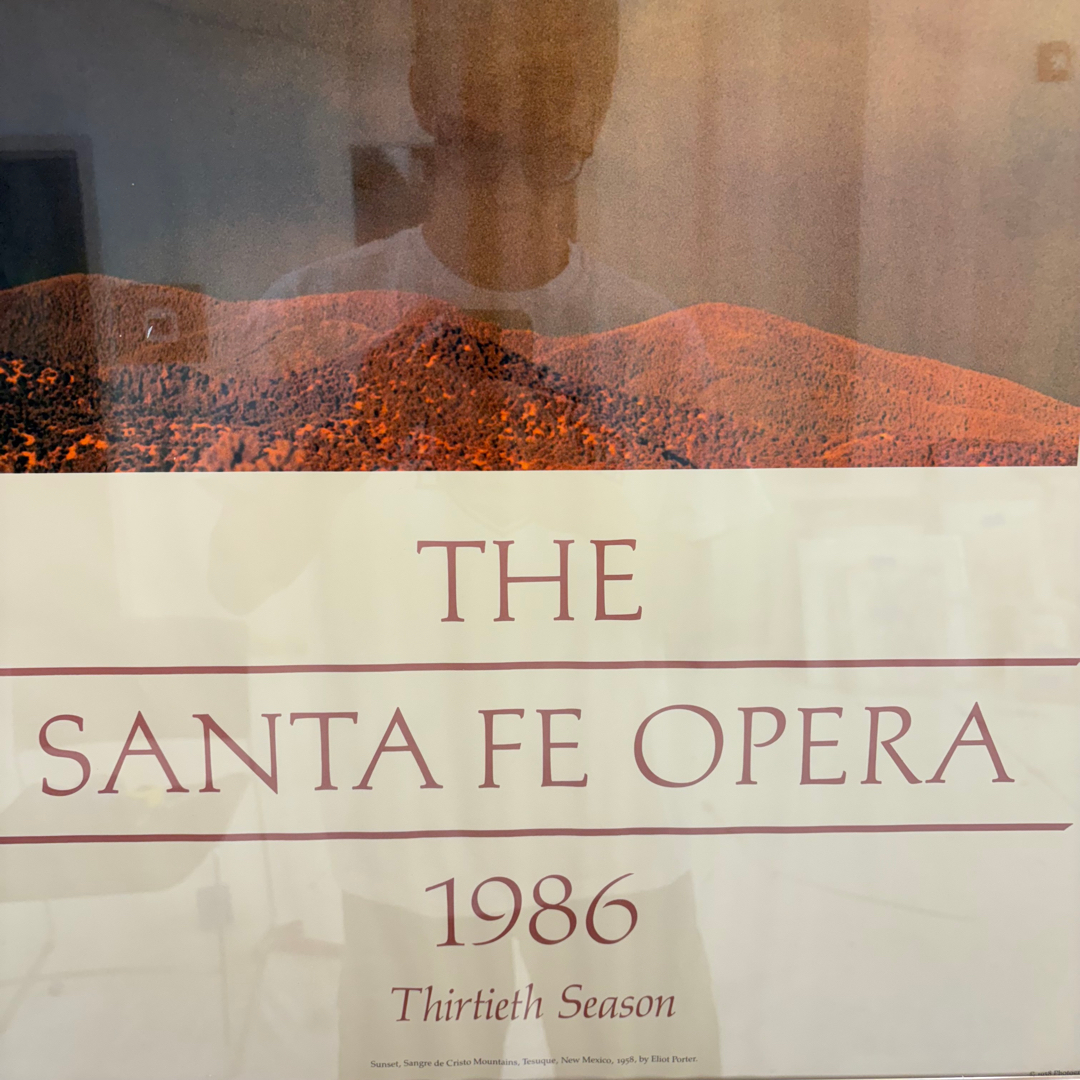 THE
SANTA FE OPERA
1986
Thirtieth Season
Sunset, Sangre de Cristo Mountains, Tesuque, New Mexico, 1958, by Eliot Porter.